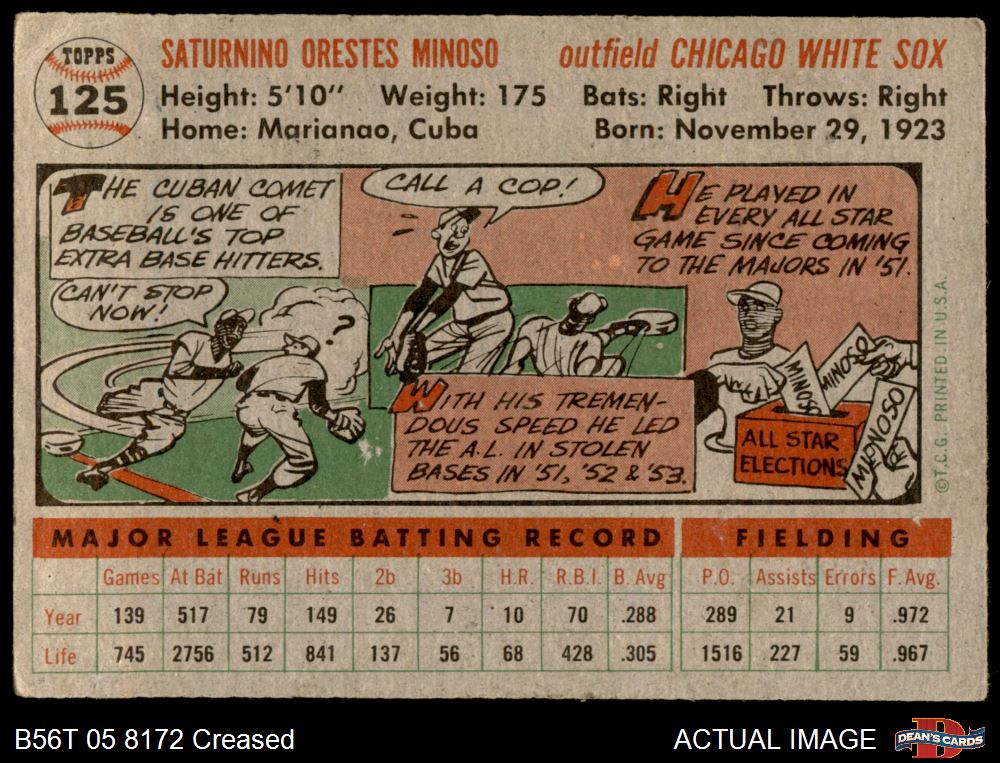 TOPPS
125
SATURNINO ORESTES MINOSO outfield CHICAGO WHITE SOX
Height: 5'10" Weight: 175 Bats: Right Throws: Right
Home: Marianao, Cuba Born: November 29, 1923
THE CUBAN COMET
IS ONE OF
BASEBALL'S TOP
EXTRA BASE HITTERS.
CAN'T STOP
NOW!
?
CALL A COP!
WITH HIS TREMEN-
DOUS SPEED HE LED
THE A.L. IN STOLEN
BASES IN '51, '52 & '53.
HE PLAYED IN
EVERY ALL STAR
GAME SINCE COMING
TO THE MAJORS IN '51.
MINOSO
MINOSO
MINOSO
ALL STAR
ELECTIONS
©T.C.G. PRINTED IN U.S.A.
MAJOR LEAGUE BATTING RECORD FIELDING
Games At Bat Runs Hits 2b 3b H.R. R.B.I. B. Avg P.O. Assists Errors F. Avg.
Year 139 517 79 149 26 7 10 70 .288 289 21 9 .972
Life 745 2756 512 841 137 56 68 428 .305 1516 227 59 .967
B56T 05 8172 Creased ACTUAL IMAGE
DEAN'S CARDS